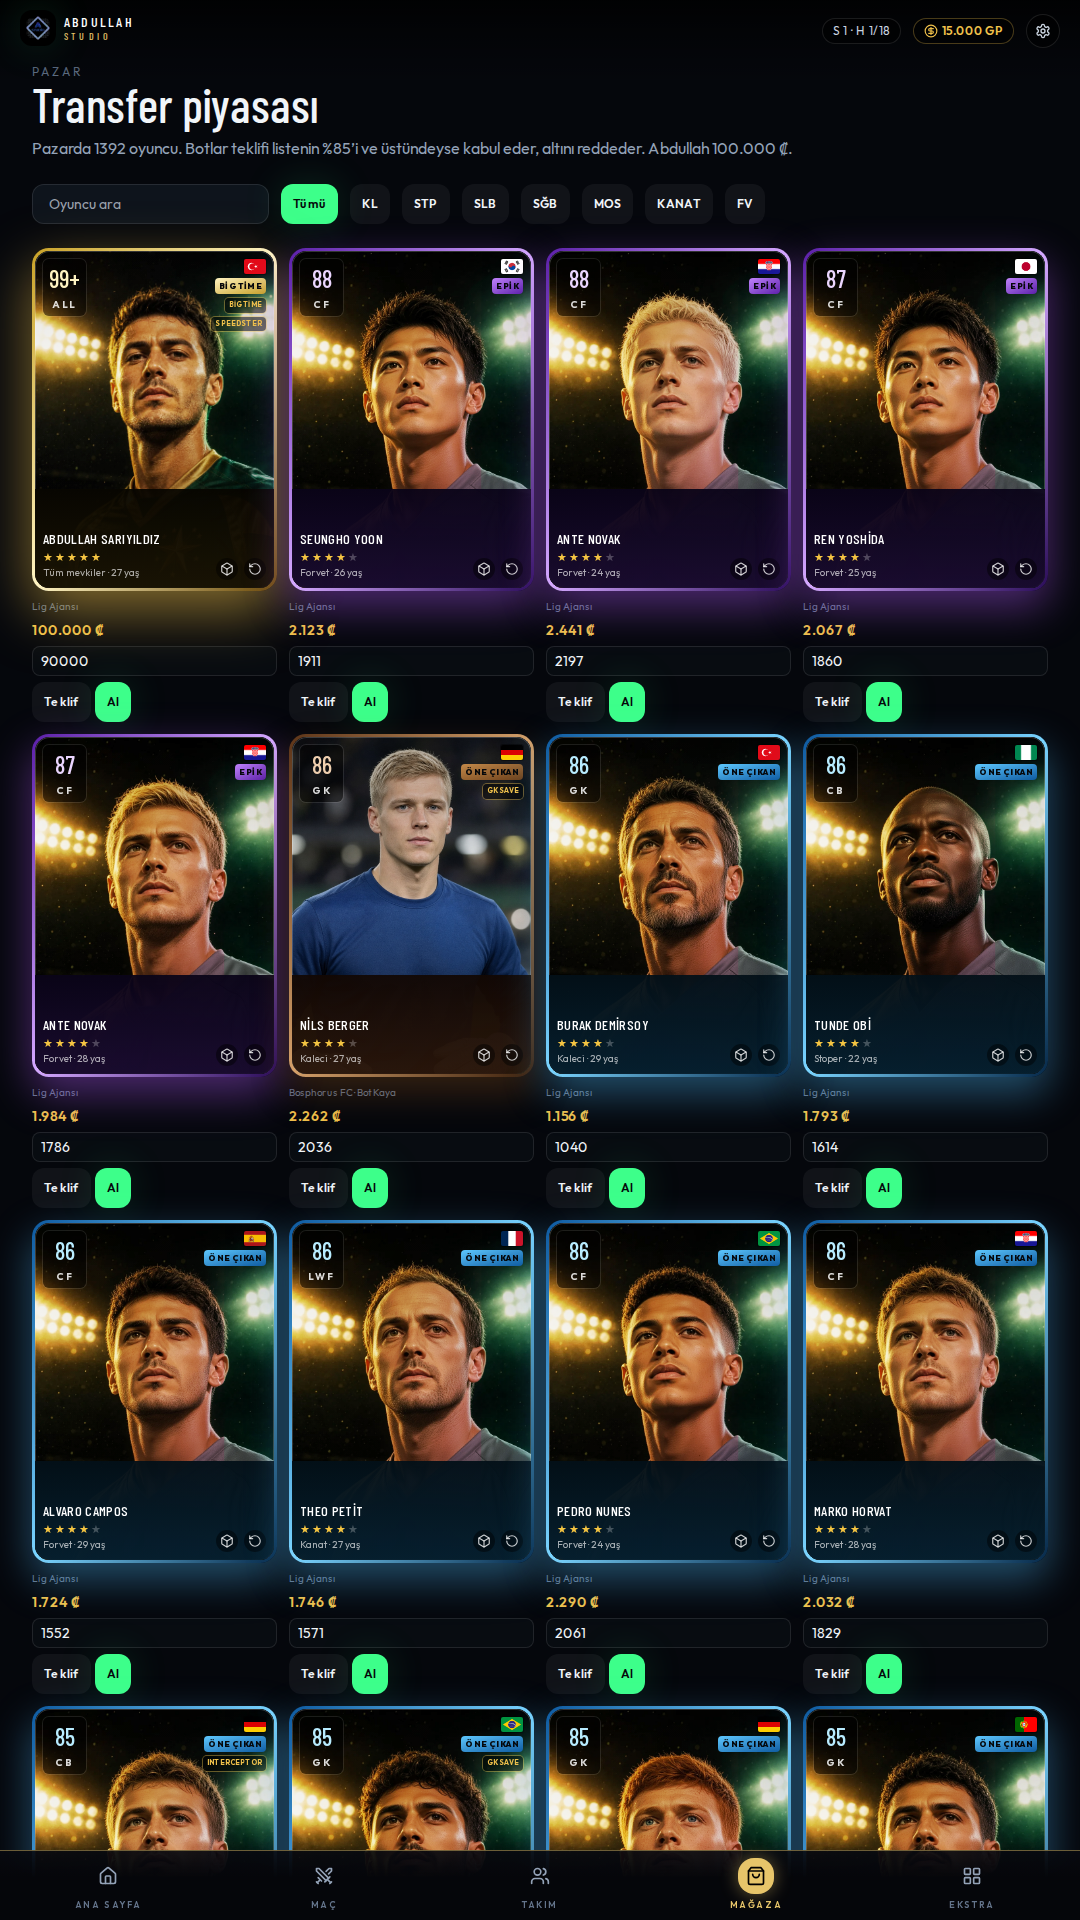 ABDULLAH
STUDIO
S 1 · H 1/18
15.000 GP
PAZAR
Transfer piyasası
Pazarda 1392 oyuncu. Botlar teklifi listenin %85'i ve üstündeyse kabul eder, altını reddeder. Abdullah 100.000 ₡.
Oyuncu ara
Tümü
KL
STP
SLB
SĞB
MOS
KANAT
FV
99+
ALL
BİGTİME
BIGTIME
SPEEDSTER
ABDULLAH SARIYILDIZ
★★★★★
Tüm mevkiler · 27 yaş
Lig Ajansı
100.000 ₡
90000
Teklif
Al
88
CF
EPİK
SEUNGHO YOON
★★★★★
Forvet · 26 yaş
Lig Ajansı
2.123 ₡
1911
Teklif
Al
88
CF
EPİK
ANTE NOVAK
★★★★★
Forvet · 24 yaş
Lig Ajansı
2.441 ₡
2197
Teklif
Al
87
CF
EPİK
REN YOSHİDA
★★★★★
Forvet · 25 yaş
Lig Ajansı
2.067 ₡
1860
Teklif
Al
87
CF
EPİK
ANTE NOVAK
★★★★★
Forvet · 28 yaş
Lig Ajansı
1.984 ₡
1786
Teklif
Al
86
GK
ÖNE ÇIKAN
GKSAVE
NİLS BERGER
★★★★★
Kaleci · 27 yaş
Bosphorus FC · Bot Kaya
2.262 ₡
2036
Teklif
Al
86
GK
ÖNE ÇIKAN
BURAK DEMİRSOY
★★★★★
Kaleci · 29 yaş
Lig Ajansı
1.156 ₡
1040
Teklif
Al
86
CB
ÖNE ÇIKAN
TUNDE OBİ
★★★★★
Stoper · 22 yaş
Lig Ajansı
1.793 ₡
1614
Teklif
Al
86
CF
ÖNE ÇIKAN
ALVARO CAMPOS
★★★★★
Forvet · 29 yaş
Lig Ajansı
1.724 ₡
1552
Teklif
Al
86
LWF
ÖNE ÇIKAN
THEO PETİT
★★★★★
Kanat · 27 yaş
Lig Ajansı
1.746 ₡
1571
Teklif
Al
86
CF
ÖNE ÇIKAN
PEDRO NUNES
★★★★★
Forvet · 24 yaş
Lig Ajansı
2.290 ₡
2061
Teklif
Al
86
CF
ÖNE ÇIKAN
MARKO HORVAT
★★★★★
Forvet · 28 yaş
Lig Ajansı
2.032 ₡
1829
Teklif
Al
85
CB
ÖNE ÇIKAN
INTERCEPTOR
85
GK
ÖNE ÇIKAN
GKSAVE
85
GK
ÖNE ÇIKAN
85
GK
ÖNE ÇIKAN
ANA SAYFA
MAÇ
TAKIM
MAĞAZA
EKSTRA